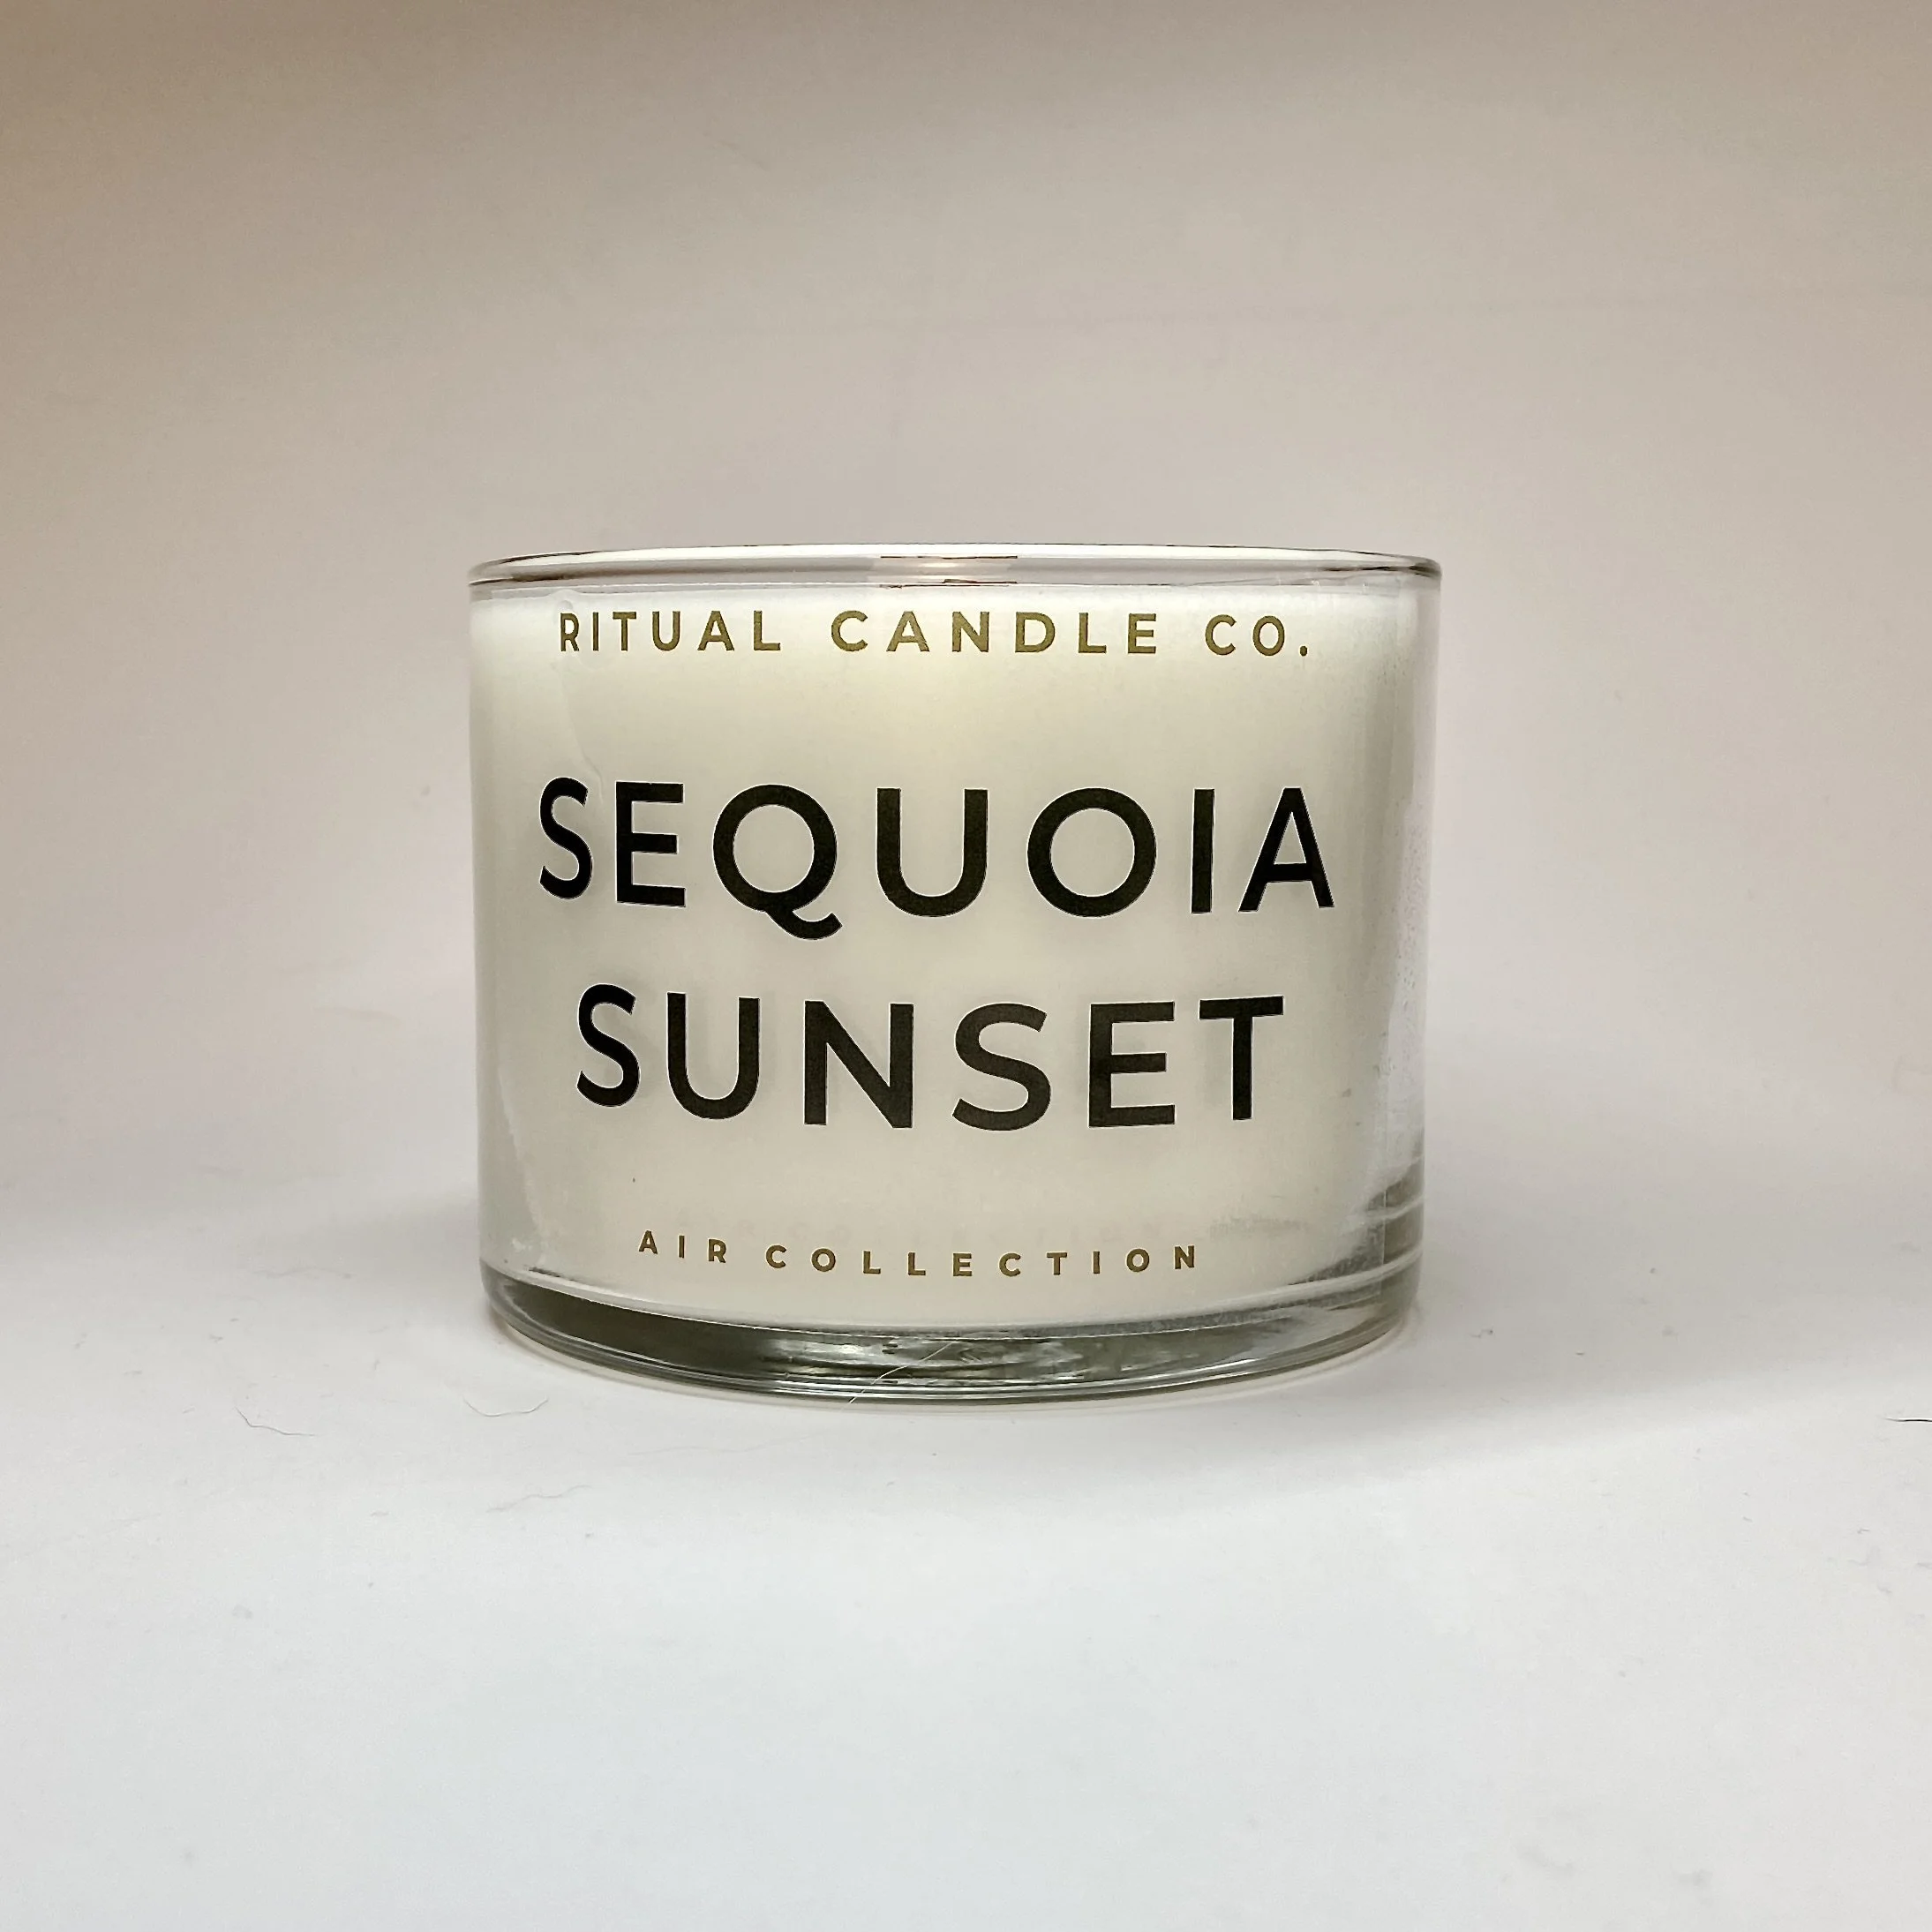 RITUAL CANDLE CO.
SEQUOIA
SUNSET
AIR COLLECTION